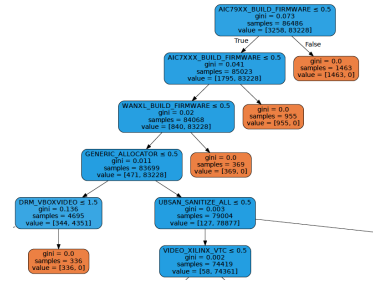 AIC79XX_BUILD_FIRMWARE ≤ 0.5
gini = 0.073
samples = 86486
value = [3258, 83228]
True
False
AIC7XXX_BUILD_FIRMWARE ≤ 0.5
gini = 0.041
samples = 85023
value = [1795, 83228]
gini = 0.0
samples = 1463
value = [1463, 0]
WANXL_BUILD_FIRMWARE ≤ 0.5
gini = 0.02
samples = 84068
value = [840, 83228]
gini = 0.0
samples = 955
value = [955, 0]
GENERIC_ALLOCATOR ≤ 0.5
gini = 0.011
samples = 83699
value = [471, 83228]
gini = 0.0
samples = 369
value = [369, 0]
DRM_VBOXVIDEO ≤ 1.5
gini = 0.136
samples = 4695
value = [344, 4351]
UBSAN_SANITIZE_ALL ≤ 0.5
gini = 0.003
samples = 79004
value = [127, 78877]
gini = 0.0
samples = 336
value = [336, 0]
VIDEO_XILINX_VTC ≤ 0.5
gini = 0.002
samples = 74419
value = [58, 74361]